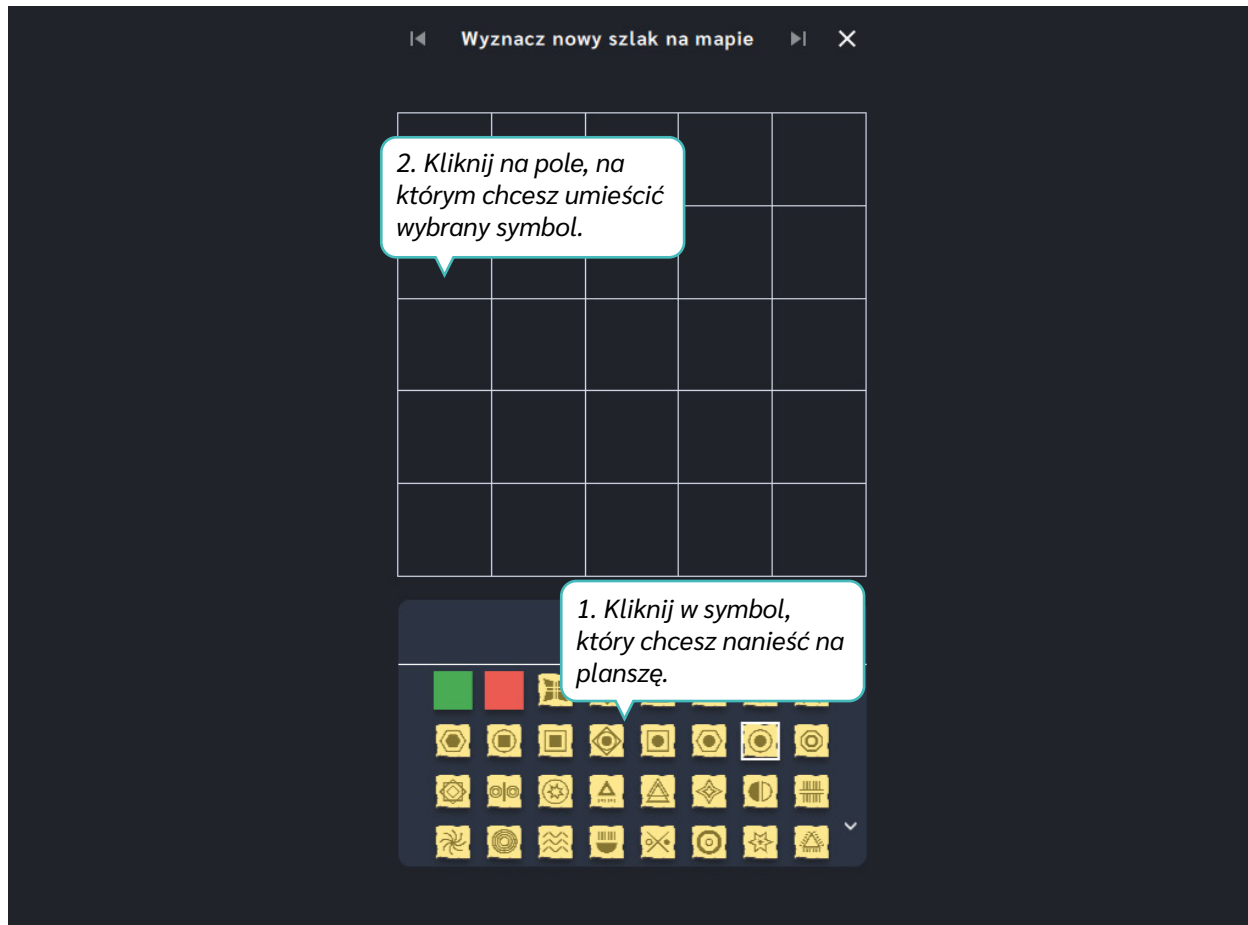 Wyznacz nowy szlak na mapie
2. Kliknij na pole, na
którym chcesz umieścić
wybrany symbol.
1. Kliknij w symbol,
który chcesz nanieść na
planszę.